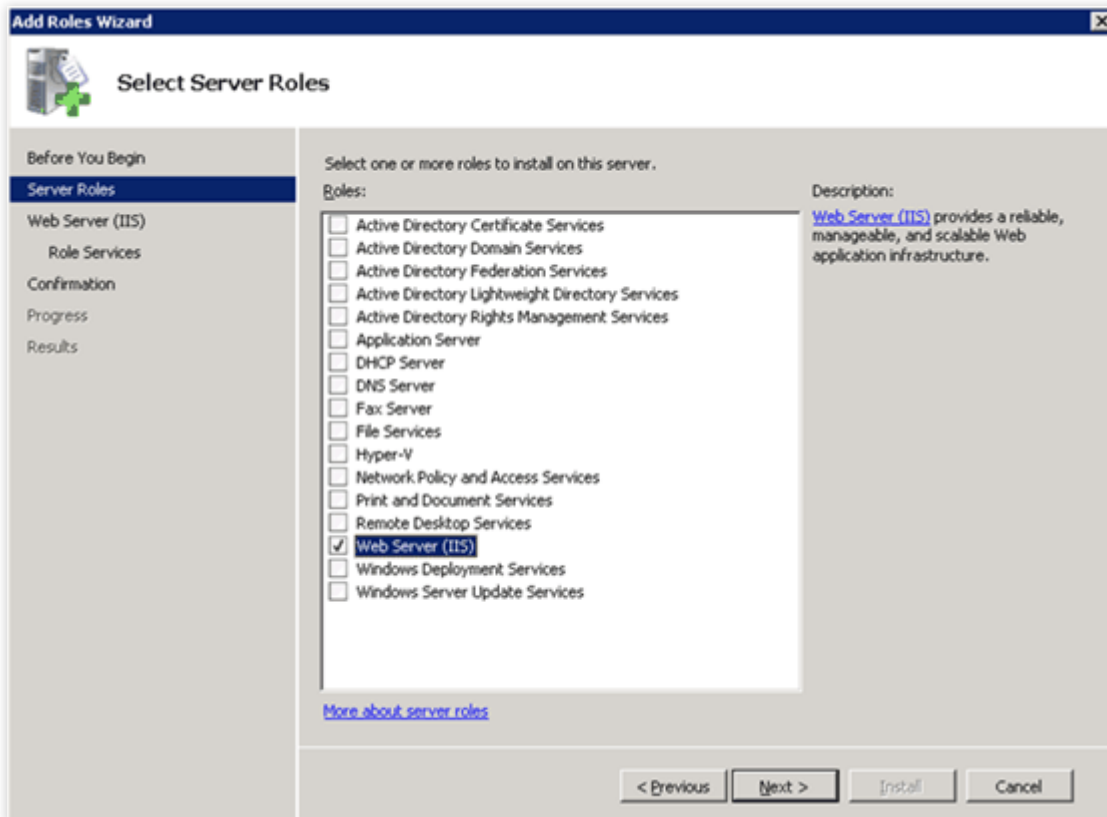 Add Roles Wizard
Select Server Roles
Before You Begin
Server Roles
Web Server (IIS)
Role Services
Confirmation
Progress
Results
Select one or more roles to install on this server.
Roles:
Active Directory Certificate Services
Active Directory Domain Services
Active Directory Federation Services
Active Directory Lightweight Directory Services
Active Directory Rights Management Services
Application Server
DHCP Server
DNS Server
Fax Server
File Services
Hyper-V
Network Policy and Access Services
Print and Document Services
Remote Desktop Services
Web Server (IIS)
Windows Deployment Services
Windows Server Update Services
More about server roles
Description:
Web Server (IIS) provides a reliable,
manageable, and scalable Web
application infrastructure.
< Previous
Next >
Install
Cancel